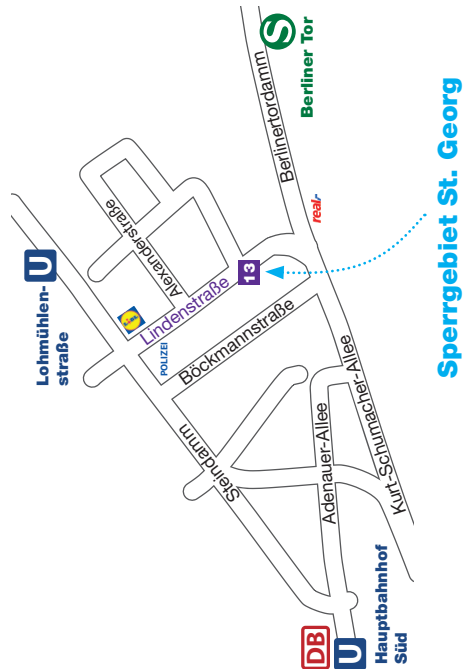 Lohmühlen-
straße
U
S
Berliner Tor
Berlinertordamm
Alexanderstraße
LIDL
Lindenstraße
13
real,-
POLIZEI
Böckmannstraße
Steindamm
Adenauer-Allee
Kurt-Schumacher-Allee
DB
U
Hauptbahnhof
Süd
Sperrgebiet St. Georg